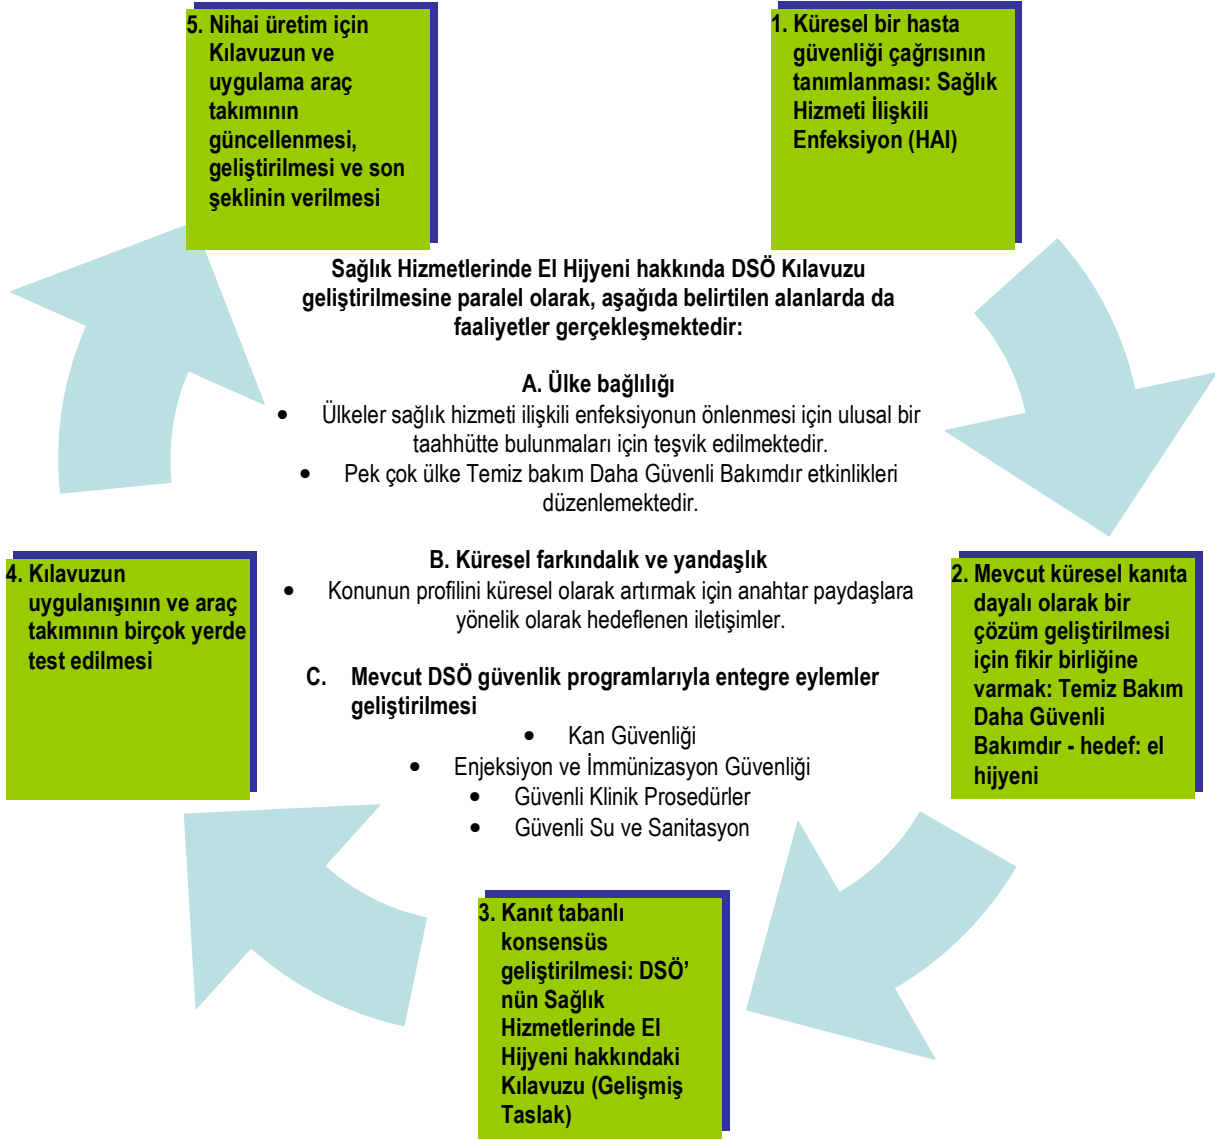 5. Nihai üretim için
Kılavuzun ve
uygulama araç
takımının
güncellenmesi,
geliştirilmesi ve son
şeklinin verilmesi
1. Küresel bir hasta
güvenliği çağrısının
tanımlanması: Sağlık
Hizmeti İlişkili
Enfeksiyon (HAI)
Sağlık Hizmetlerinde El Hijyeni hakkında DSÖ Kılavuzu
geliştirilmesine paralel olarak, aşağıda belirtilen alanlarda da
faaliyetler gerçekleşmektedir:
A. Ülke bağlılığı
• Ülkeler sağlık hizmeti ilişkili enfeksiyonun önlenmesi için ulusal bir
taahhütte bulunmaları için teşvik edilmektedir.
• Pek çok ülke Temiz bakım Daha Güvenli Bakımdır etkinlikleri
düzenlemektedir.
B. Küresel farkındalık ve yandaşlık
• Konunun profilini küresel olarak artırmak için anahtar paydaşlara
yönelik olarak hedeflenen iletişimler.
C. Mevcut DSÖ güvenlik programlarıyla entegre eylemler
geliştirilmesi
• Kan Güvenliği
• Enjeksiyon ve İmmünizasyon Güvenliği
• Güvenli Klinik Prosedürler
• Güvenli Su ve Sanitasyon
4. Kılavuzun
uygulanışının ve araç
takımının birçok yerde
test edilmesi
2. Mevcut küresel kanıta
dayalı olarak bir
çözüm geliştirilmesi
için fikir birliğine
varmak: Temiz Bakım
Daha Güvenli
Bakımdır - hedef: el
hijyeni
3. Kanıt tabanlı
konsensüs
geliştirilmesi: DSÖ’
nün Sağlık
Hizmetlerinde El
Hijyeni hakkındaki
Kılavuzu (Gelişmiş
Taslak)